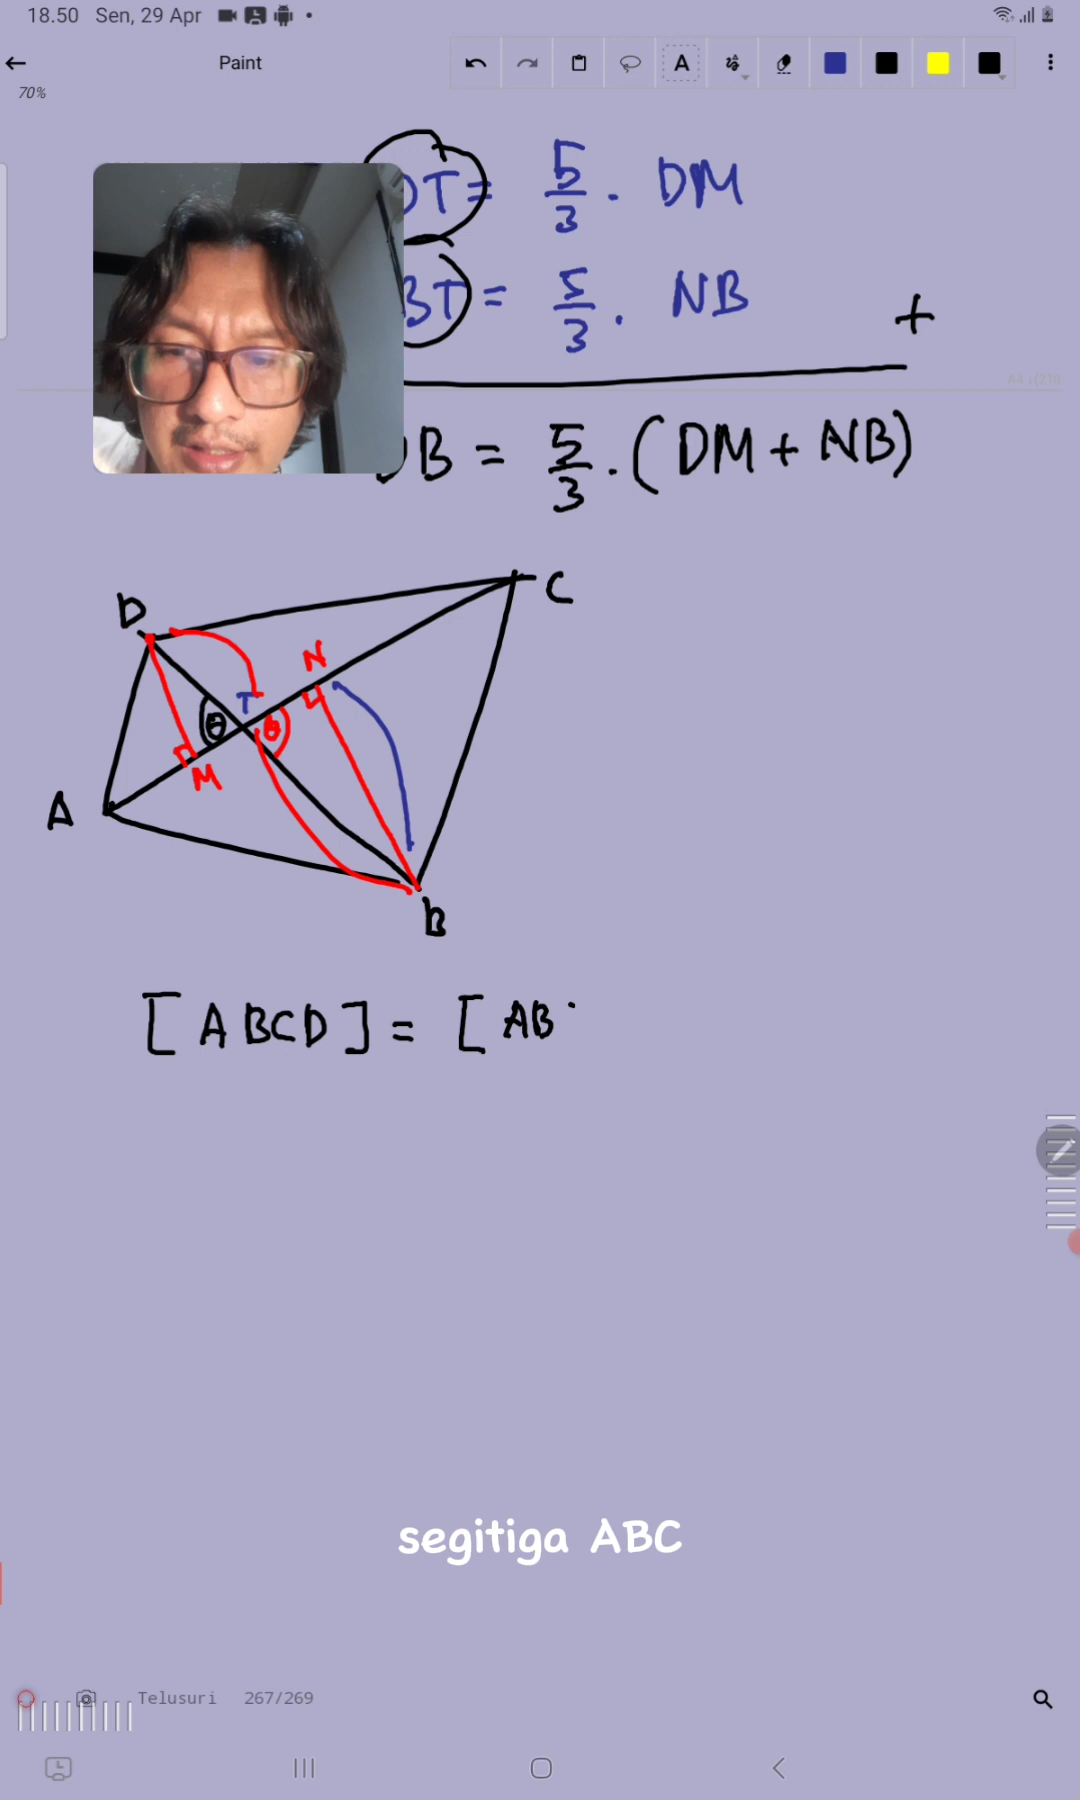 18.50 Sen, 29 Apr
Paint
A
70%
DT = 5/3 . DM
BT = 5/3 . NB
+
DB = 5/3 . (DM + NB)
C
D
N
T
θ θ
M
A
B
[ABCD] = [AB
segitiga ABC
Telusuri 267/269